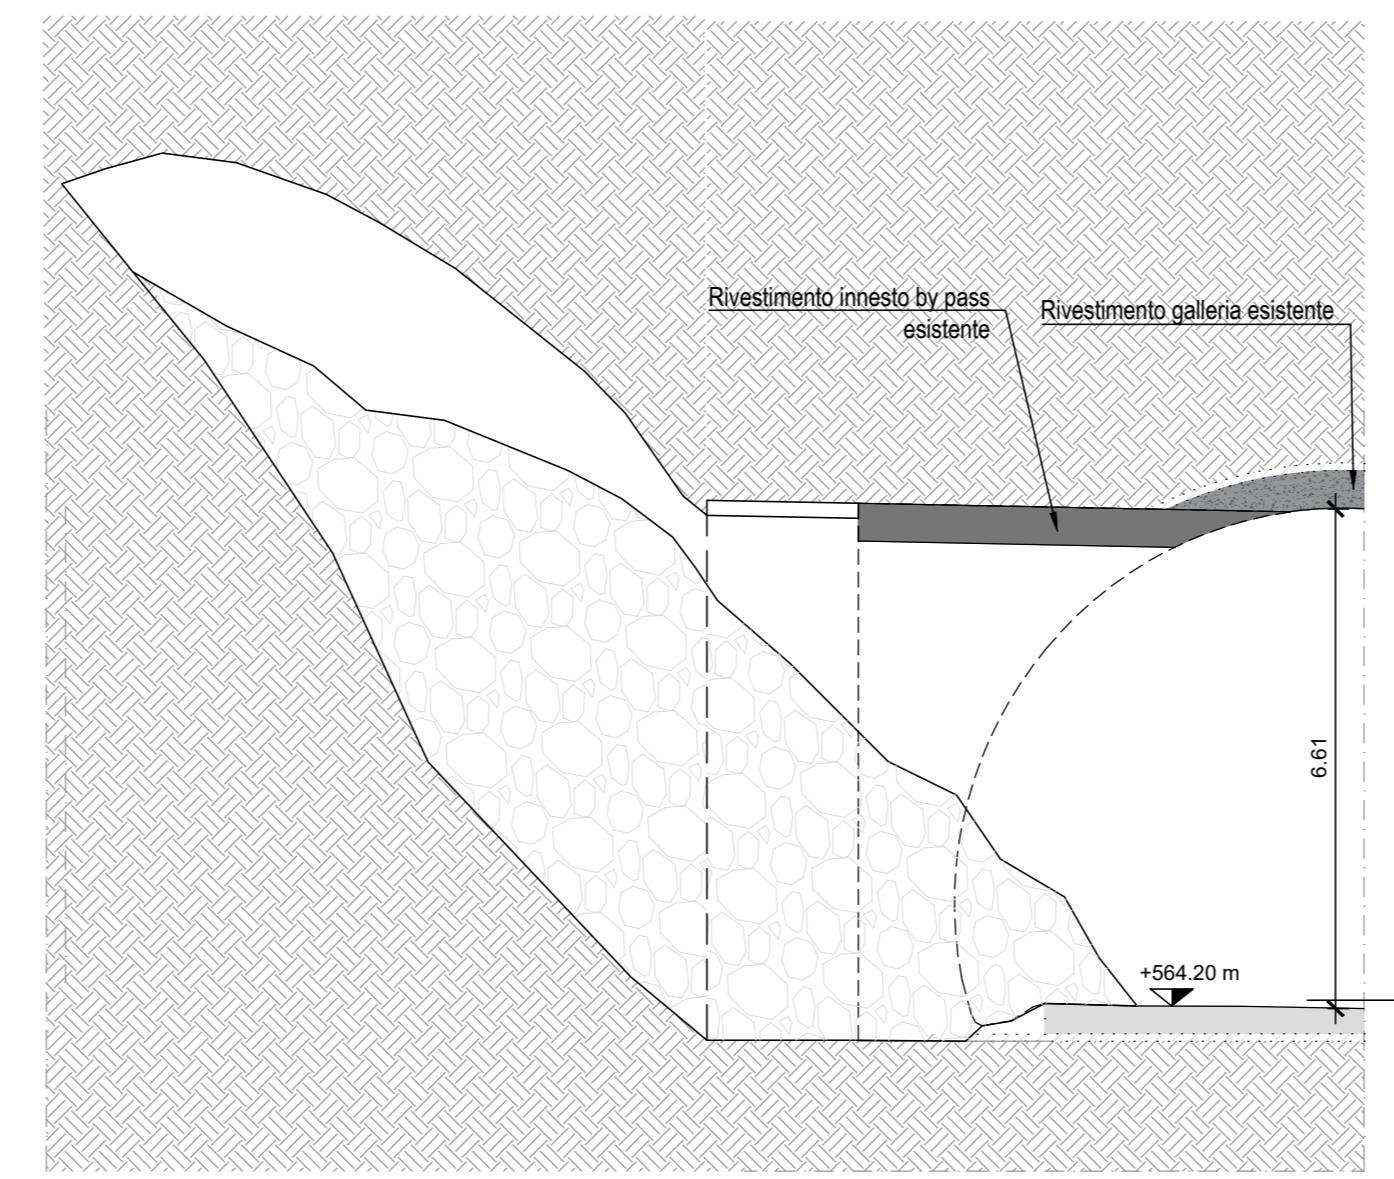 Rivestimento innesto by pass
esistente
Rivestimento galleria esistente
6.61
+564.20 m